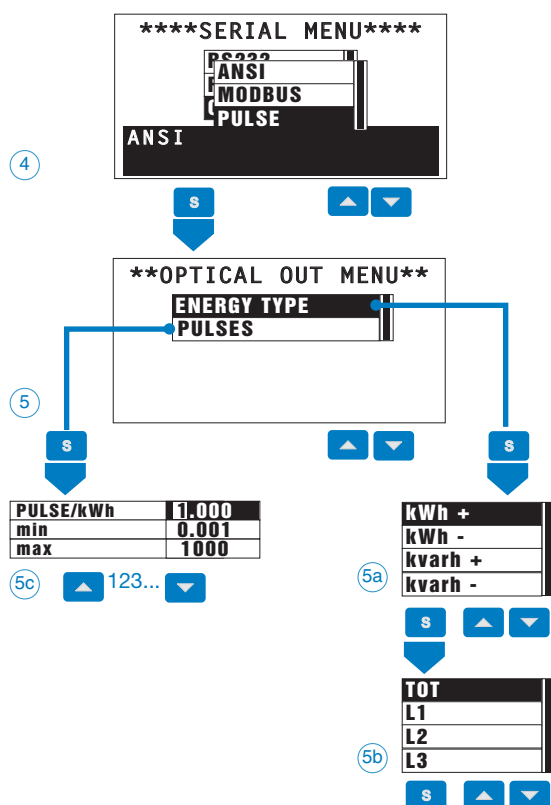 ****SERIAL MENU****
RS232
ANSI
MODBUS
PULSE
ANSI
4
S
**OPTICAL OUT MENU**
ENERGY TYPE
PULSES
5
S
S
PULSE/kWh 1.000
min 0.001
max 1000
5c
123...
kWh +
kWh -
kvarh +
kvarh -
5a
S
TOT
L1
L2
L3
5b
S